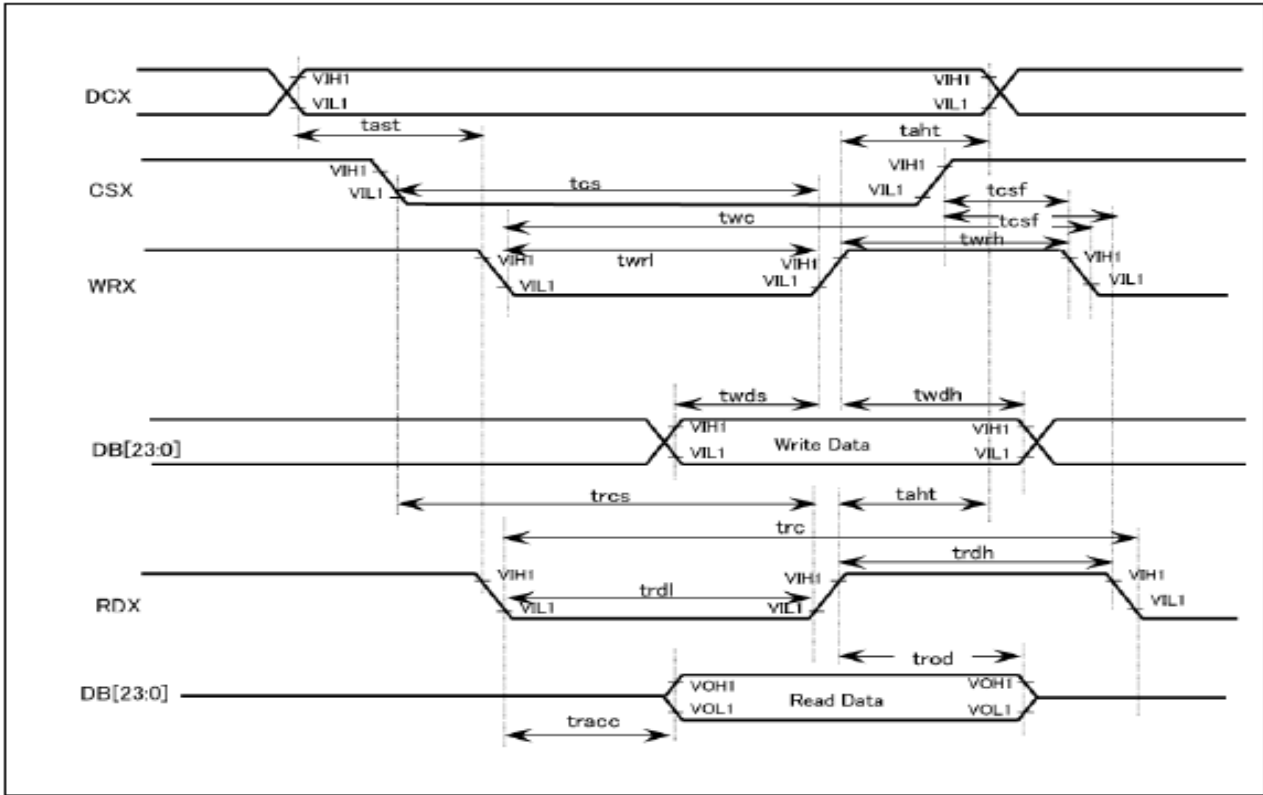 DCX VIH1 VIH1
VIL1 VIL1
tast taht
CSX VIH1 VIH1
VIL1 tcs VIL1 tcsf
twc tcsf
twrl twrh
WRX VIH1 VIH1 VIH1
VIL1 VIL1 VIL1
twds twdh
DB[23:0] VIH1 Write Data VIH1
VIL1 VIL1
trcs taht
trc
trdh
RDX VIH1 trdl VIH1 VIH1
VIL1 VIL1 VIL1
trod
DB[23:0] VOH1 Read Data VOH1
VOL1 VOL1
tracc